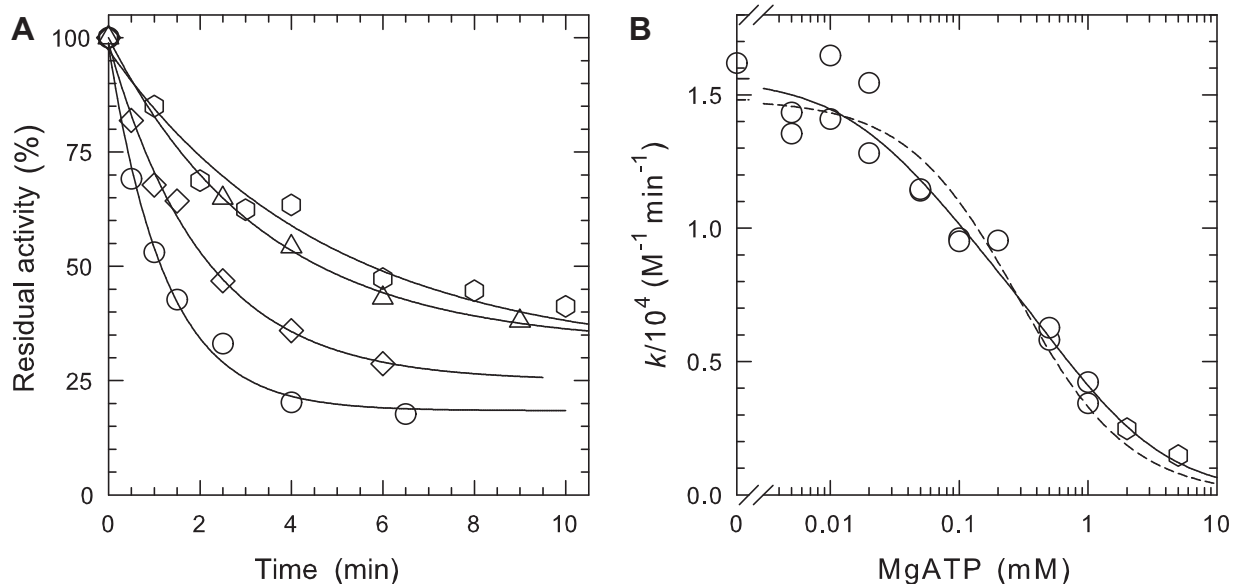 A
Residual activity (%)
100
75
50
25
0
0 2 4 6 8 10
Time (min)
B
k/10⁴ (M⁻¹ min⁻¹)
1.5
1.0
0.5
0.0
0 0.01 0.1 1 10
MgATP (mM)